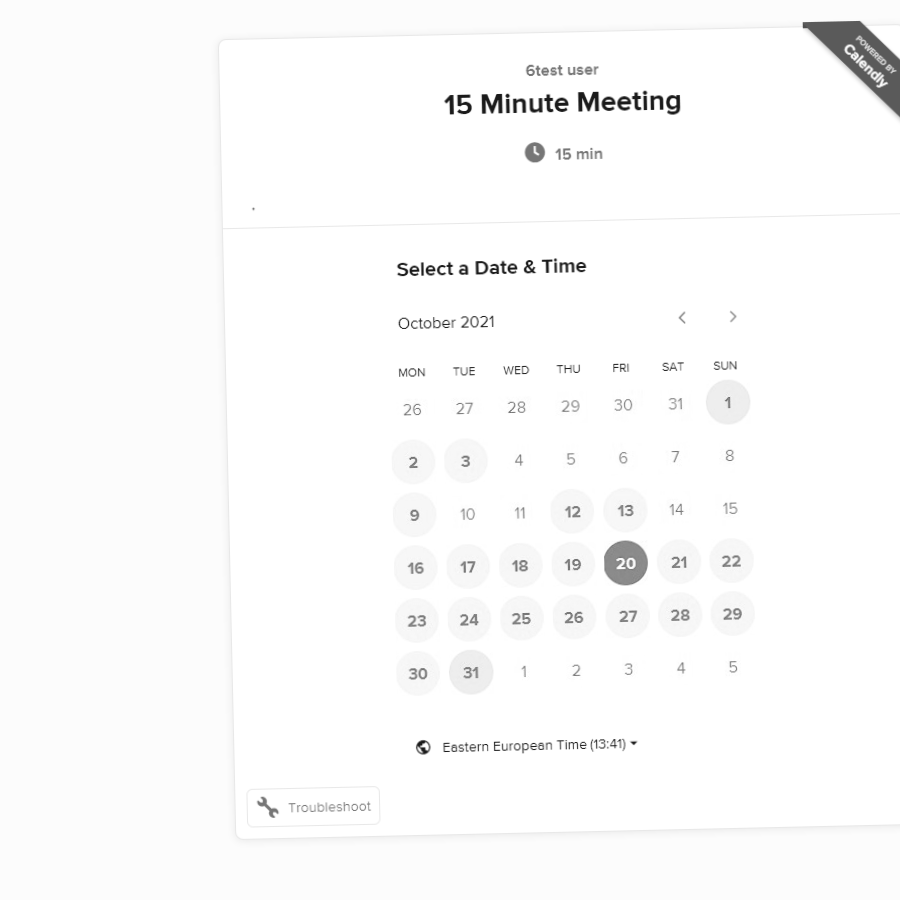 POWERED BY
Calendly
6test user
15 Minute Meeting
15 min
.
Select a Date & Time
October 2021
MON TUE WED THU FRI SAT SUN
26 27 28 29 30 31 1
2 3 4 5 6 7 8
9 10 11 12 13 14 15
16 17 18 19 20 21 22
23 24 25 26 27 28 29
30 31 1 2 3 4 5
Eastern European Time (13:41)
Troubleshoot